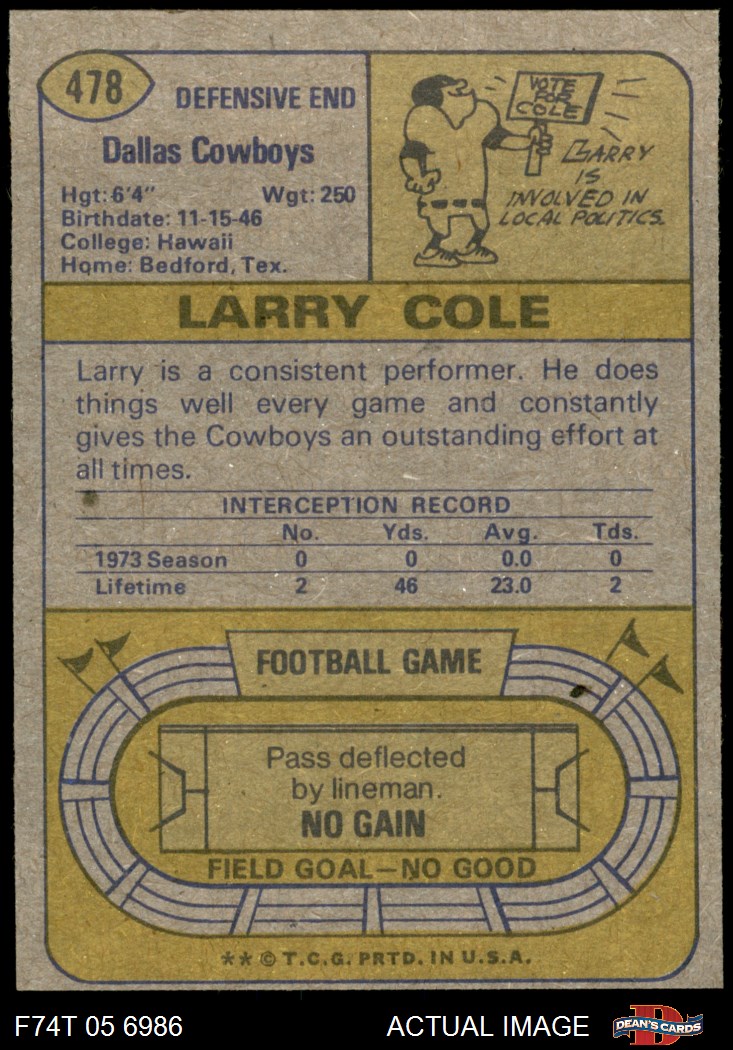 478
DEFENSIVE END
Dallas Cowboys
Hgt: 6'4" Wgt: 250
Birthdate: 11-15-46
College: Hawaii
Home: Bedford, Tex.
VOTE
FOR
COLE
LARRY
IS
INVOLVED IN
LOCAL POLITICS.
LARRY COLE
Larry is a consistent performer. He does
things well every game and constantly
gives the Cowboys an outstanding effort at
all times.
INTERCEPTION RECORD
No. Yds. Avg. Tds.
1973 Season 0 0 0.0 0
Lifetime 2 46 23.0 2
FOOTBALL GAME
Pass deflected
by lineman.
NO GAIN
FIELD GOAL—NO GOOD
** © T.C.G. PRTD. IN U.S.A.
F74T 05 6986 ACTUAL IMAGE
D
DEAN'S CARDS